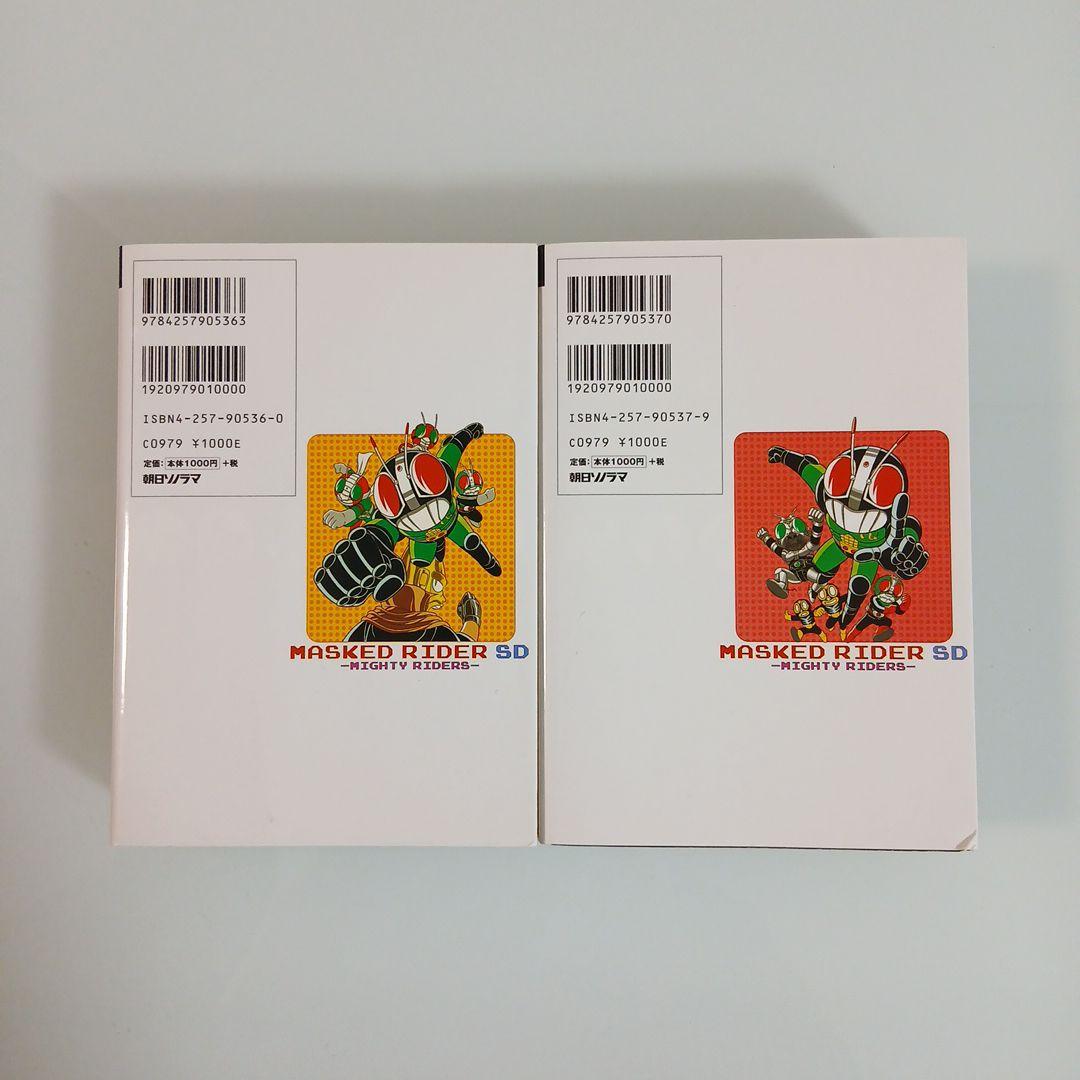 9784257905363
1920979010000
ISBN4-257-90536-0
C0979 ¥1000E
定価：本体1000円 +税
朝日ソノラマ
MASKED RIDER SD
-MIGHTY RIDERS-
9784257905370
1920979010000
ISBN4-257-90537-9
C0979 ¥1000E
定価：本体1000円 +税
朝日ソノラマ
MASKED RIDER SD
-MIGHTY RIDERS-